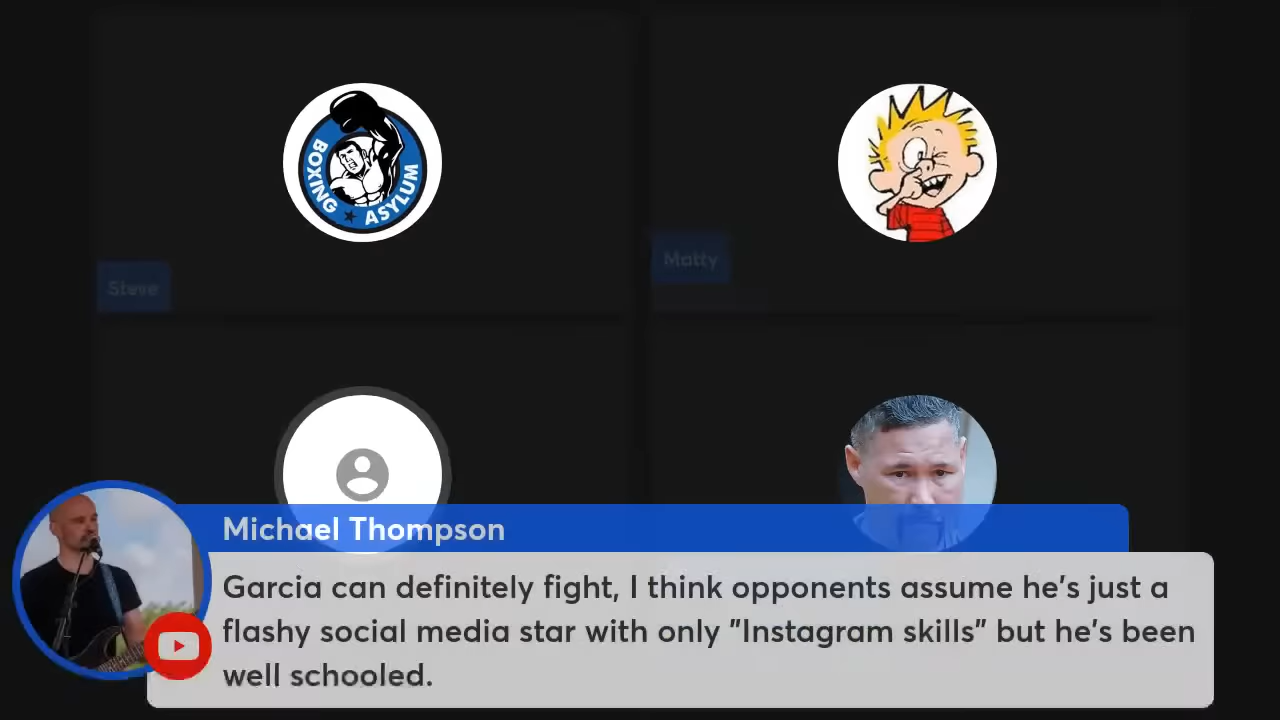 BOXING
ASYLUM
Steve
Matty
Michael Thompson
Garcia can definitely fight, I think opponents assume he's just a
flashy social media star with only "Instagram skills" but he's been
well schooled.